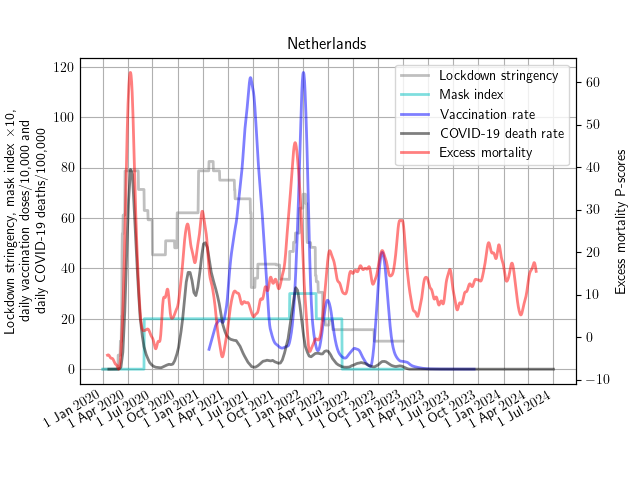 Netherlands
Lockdown stringency, mask index ×10,
daily vaccination doses/10,000 and
daily COVID-19 deaths/100,000
120
100
80
60
40
20
0
Lockdown stringency
Mask index
Vaccination rate
COVID-19 death rate
Excess mortality
60
50
40
30
20
10
0
−10
Excess mortality P-scores
1 Jan 2020
1 Apr 2020
1 Jul 2020
1 Oct 2020
1 Jan 2021
1 Apr 2021
1 Jul 2021
1 Oct 2021
1 Jan 2022
1 Apr 2022
1 Jul 2022
1 Oct 2022
1 Jan 2023
1 Apr 2023
1 Jul 2023
1 Oct 2023
1 Jan 2024
1 Apr 2024
1 Jul 2024